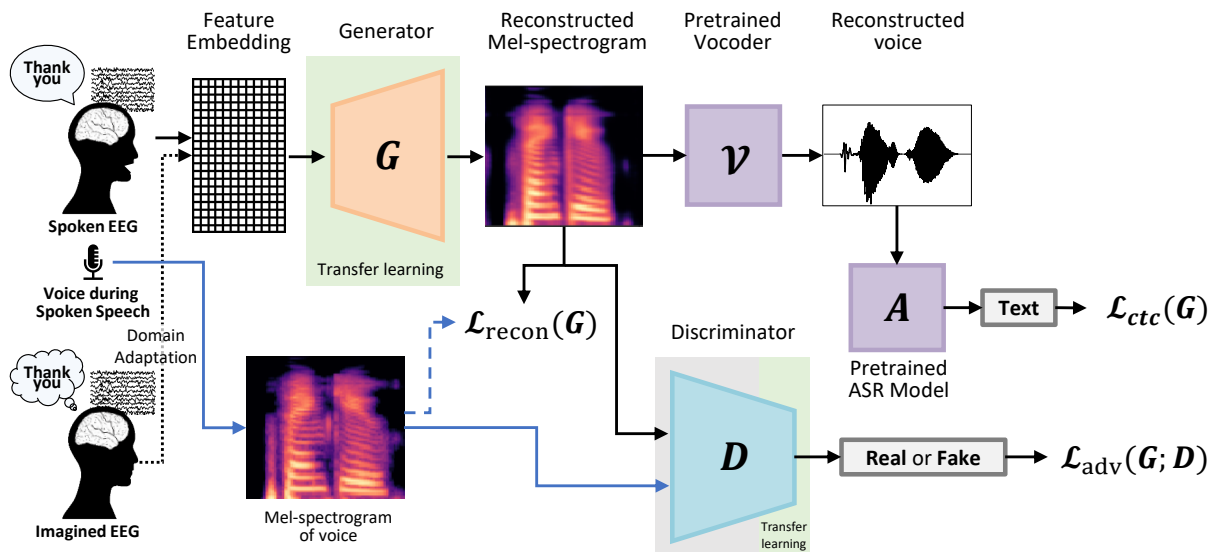 Feature
Embedding
Generator
Reconstructed
Mel-spectrogram
Pretrained
Vocoder
Reconstructed
voice
Thank
you
Spoken EEG
G
Transfer learning
𝒱
Voice during
Spoken Speech
Domain
Adaptation
ℒrecon(G)
A
Text
ℒctc(G)
Pretrained
ASR Model
Thank
you
Imagined EEG
Mel-spectrogram
of voice
Discriminator
D
Transfer
learning
Real or Fake
ℒadv(G; D)